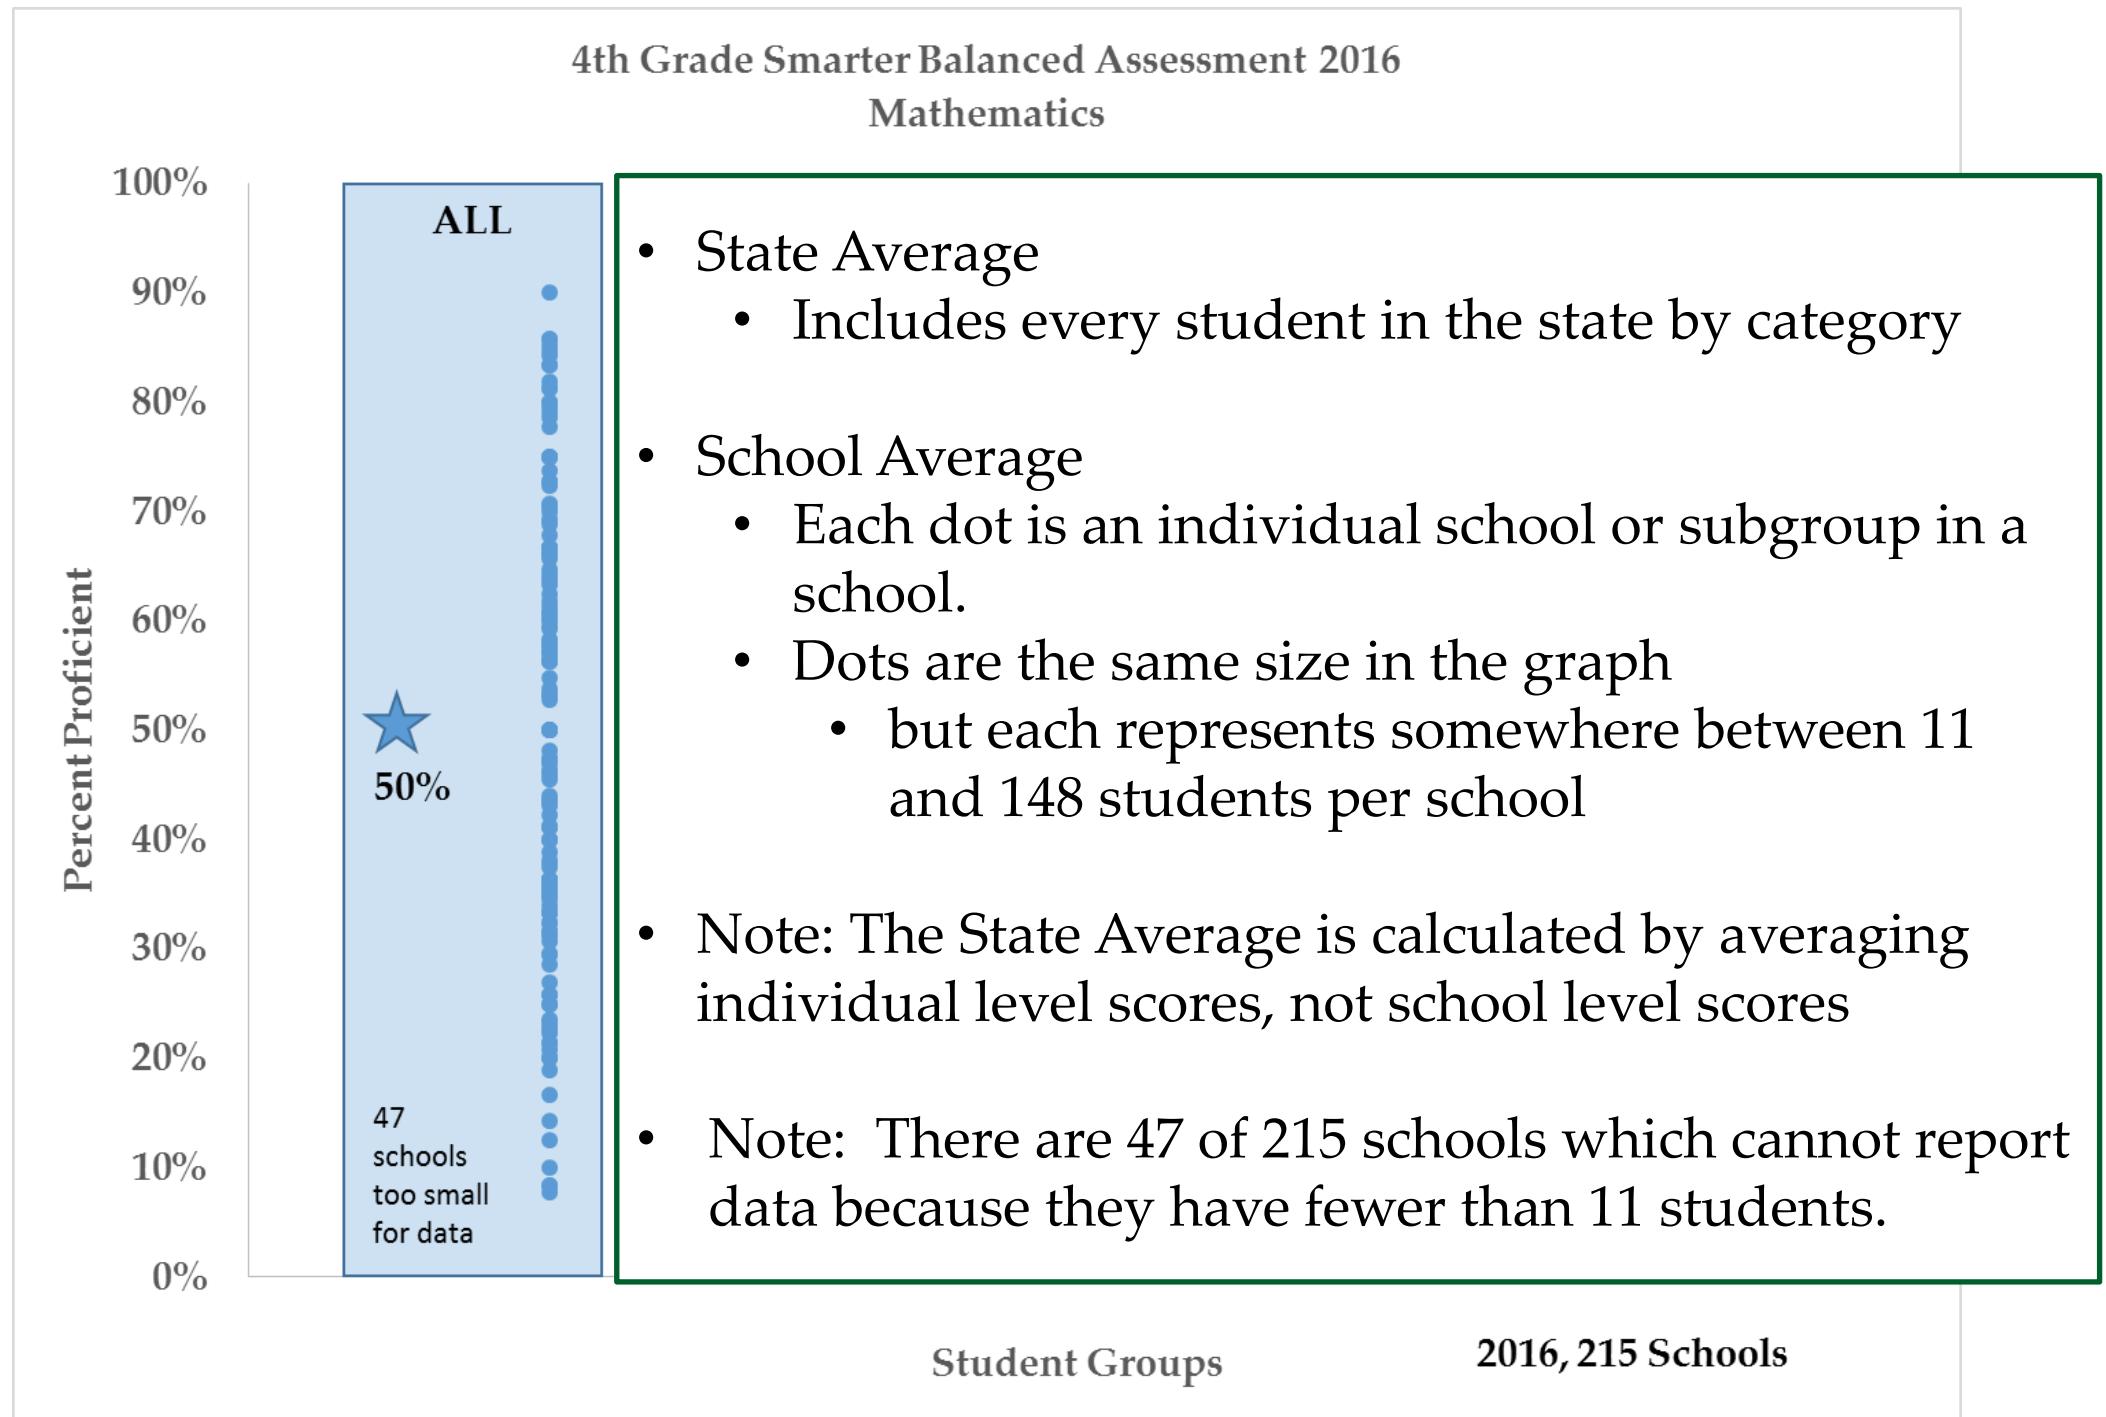 4th Grade Smarter Balanced Assessment 2016
Mathematics
Percent Proficient
100%
90%
80%
70%
60%
50%
40%
30%
20%
10%
0%
ALL
50%
47
schools
too small
for data
• State Average
• Includes every student in the state by category
• School Average
• Each dot is an individual school or subgroup in a
school.
• Dots are the same size in the graph
• but each represents somewhere between 11
and 148 students per school
• Note: The State Average is calculated by averaging
individual level scores, not school level scores
• Note: There are 47 of 215 schools which cannot report
data because they have fewer than 11 students.
Student Groups
2016, 215 Schools